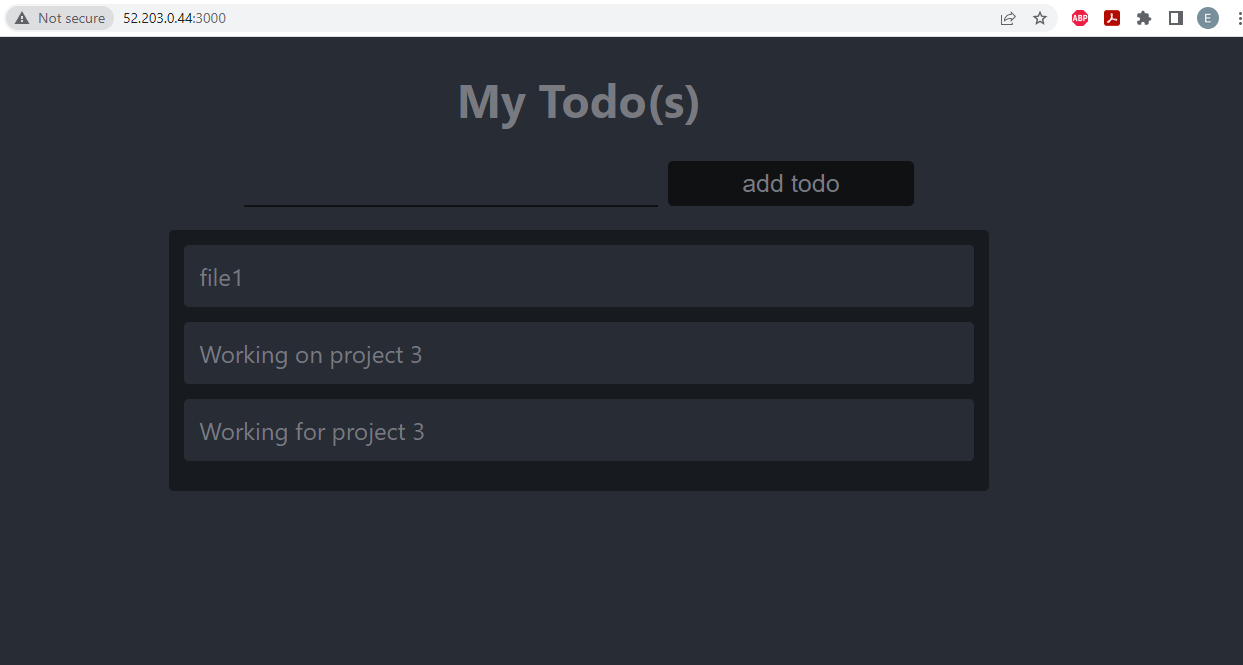 Not secure 52.203.0.44:3000 ABP E
My Todo(s)
add todo
file1
Working on project 3
Working for project 3